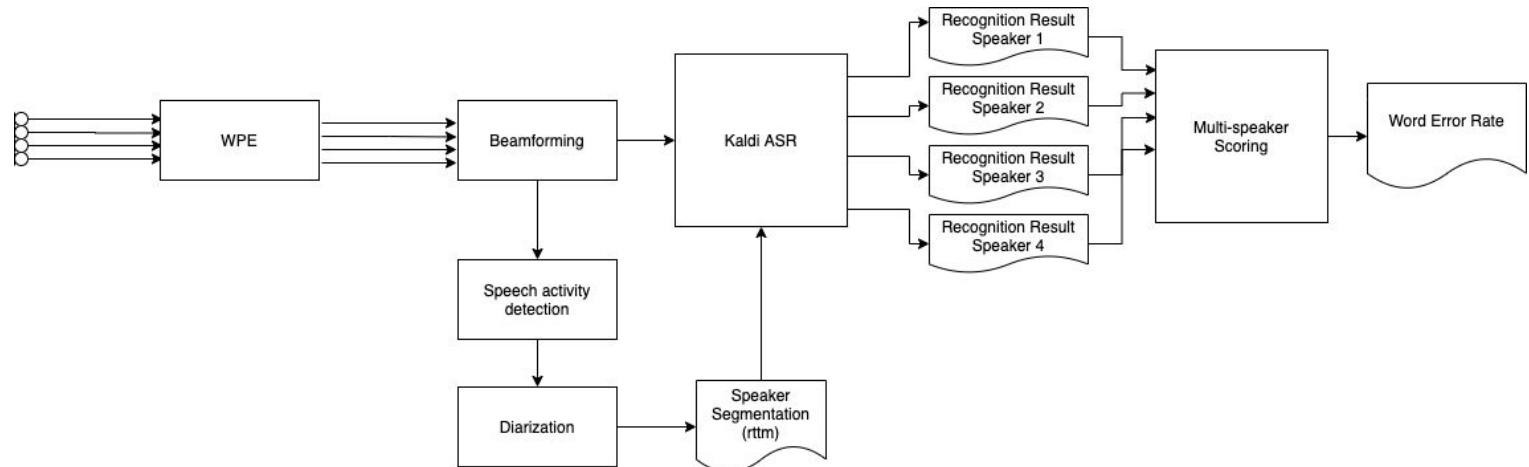 WPE
Beamforming
Speech activity
detection
Diarization
Speaker
Segmentation
(rttm)
Kaldi ASR
Recognition Result
Speaker 1
Recognition Result
Speaker 2
Recognition Result
Speaker 3
Recognition Result
Speaker 4
Multi-speaker
Scoring
Word Error Rate